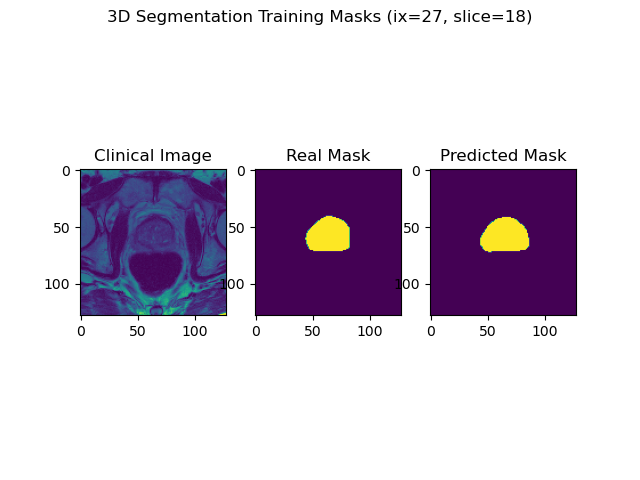 3D Segmentation Training Masks (ix=27, slice=18)
Clinical Image Real Mask Predicted Mask
0 0 0
50 50 50
100 100 100
0 50 100 0 50 100 0 50 100